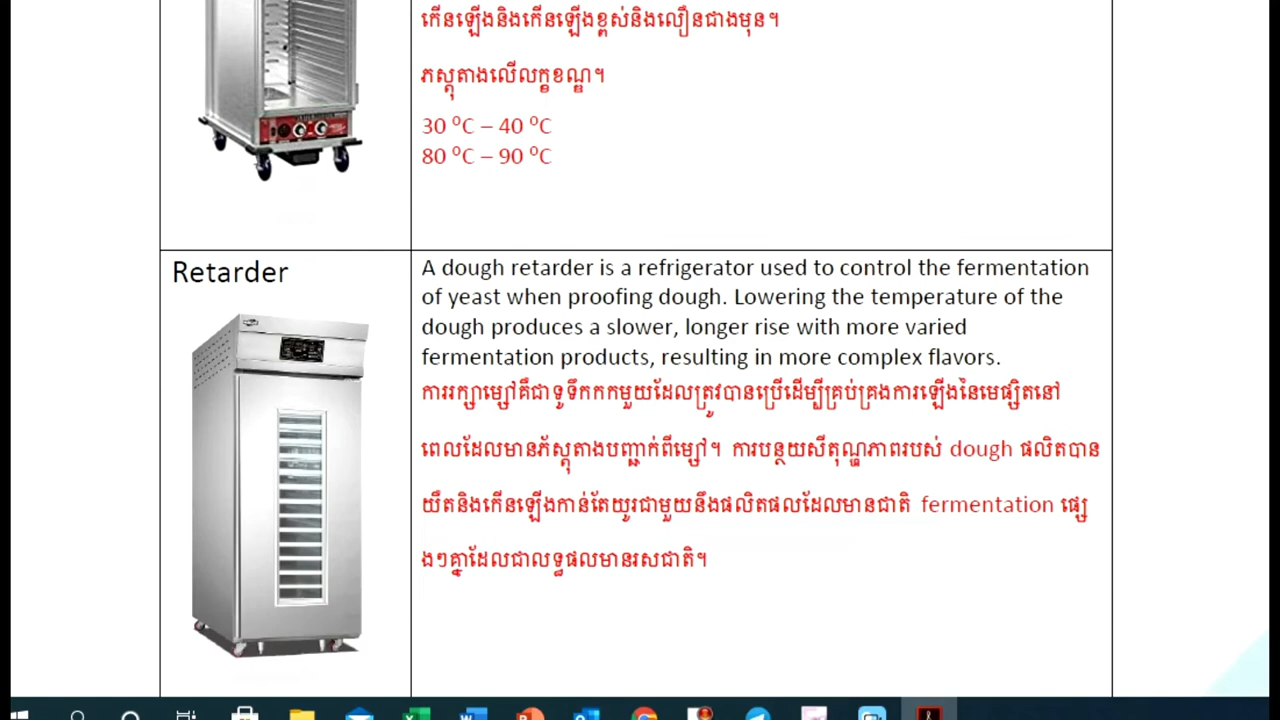 កើនឡើងនិងកើនឡើងខ្ពស់និងលឿនជាងមុន។
ភស្តុតាងលើលក្ខខណ្ឌ។
30 ⁰C – 40 ⁰C
80 ⁰C – 90 ⁰C
Retarder
A dough retarder is a refrigerator used to control the fermentation
of yeast when proofing dough. Lowering the temperature of the
dough produces a slower, longer rise with more varied
fermentation products, resulting in more complex flavors.
ការរក្សាម្សៅគឺជាទូទឹកកកមួយដែលត្រូវបានប្រើដើម្បីគ្រប់គ្រងការឡើងនៃមេផ្សិតនៅ
ពេលដែលមានភ័ស្តុតាងបញ្ជាក់ពីម្សៅ។ ការបន្ថយសីតុណ្ហភាពរបស់ dough ផលិតបាន
យឺតនិងកើនឡើងកាន់តែយូរជាមួយនឹងផលិតផលដែលមានជាតិ fermentation ផ្សេ
ងៗគ្នាដែលជាលទ្ធផលមានរសជាតិ។